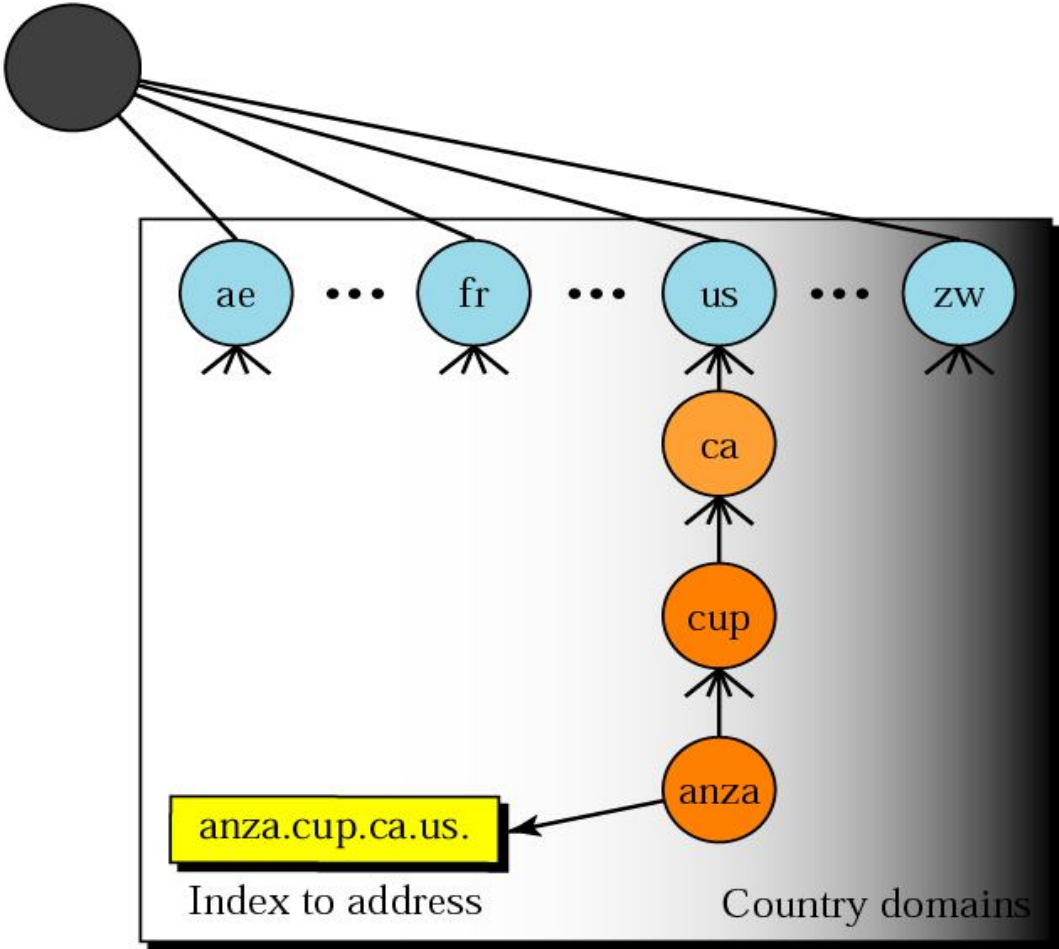 ae ••• fr ••• us ••• zw
ca
cup
anza
anza.cup.ca.us.
Index to address
Country domains